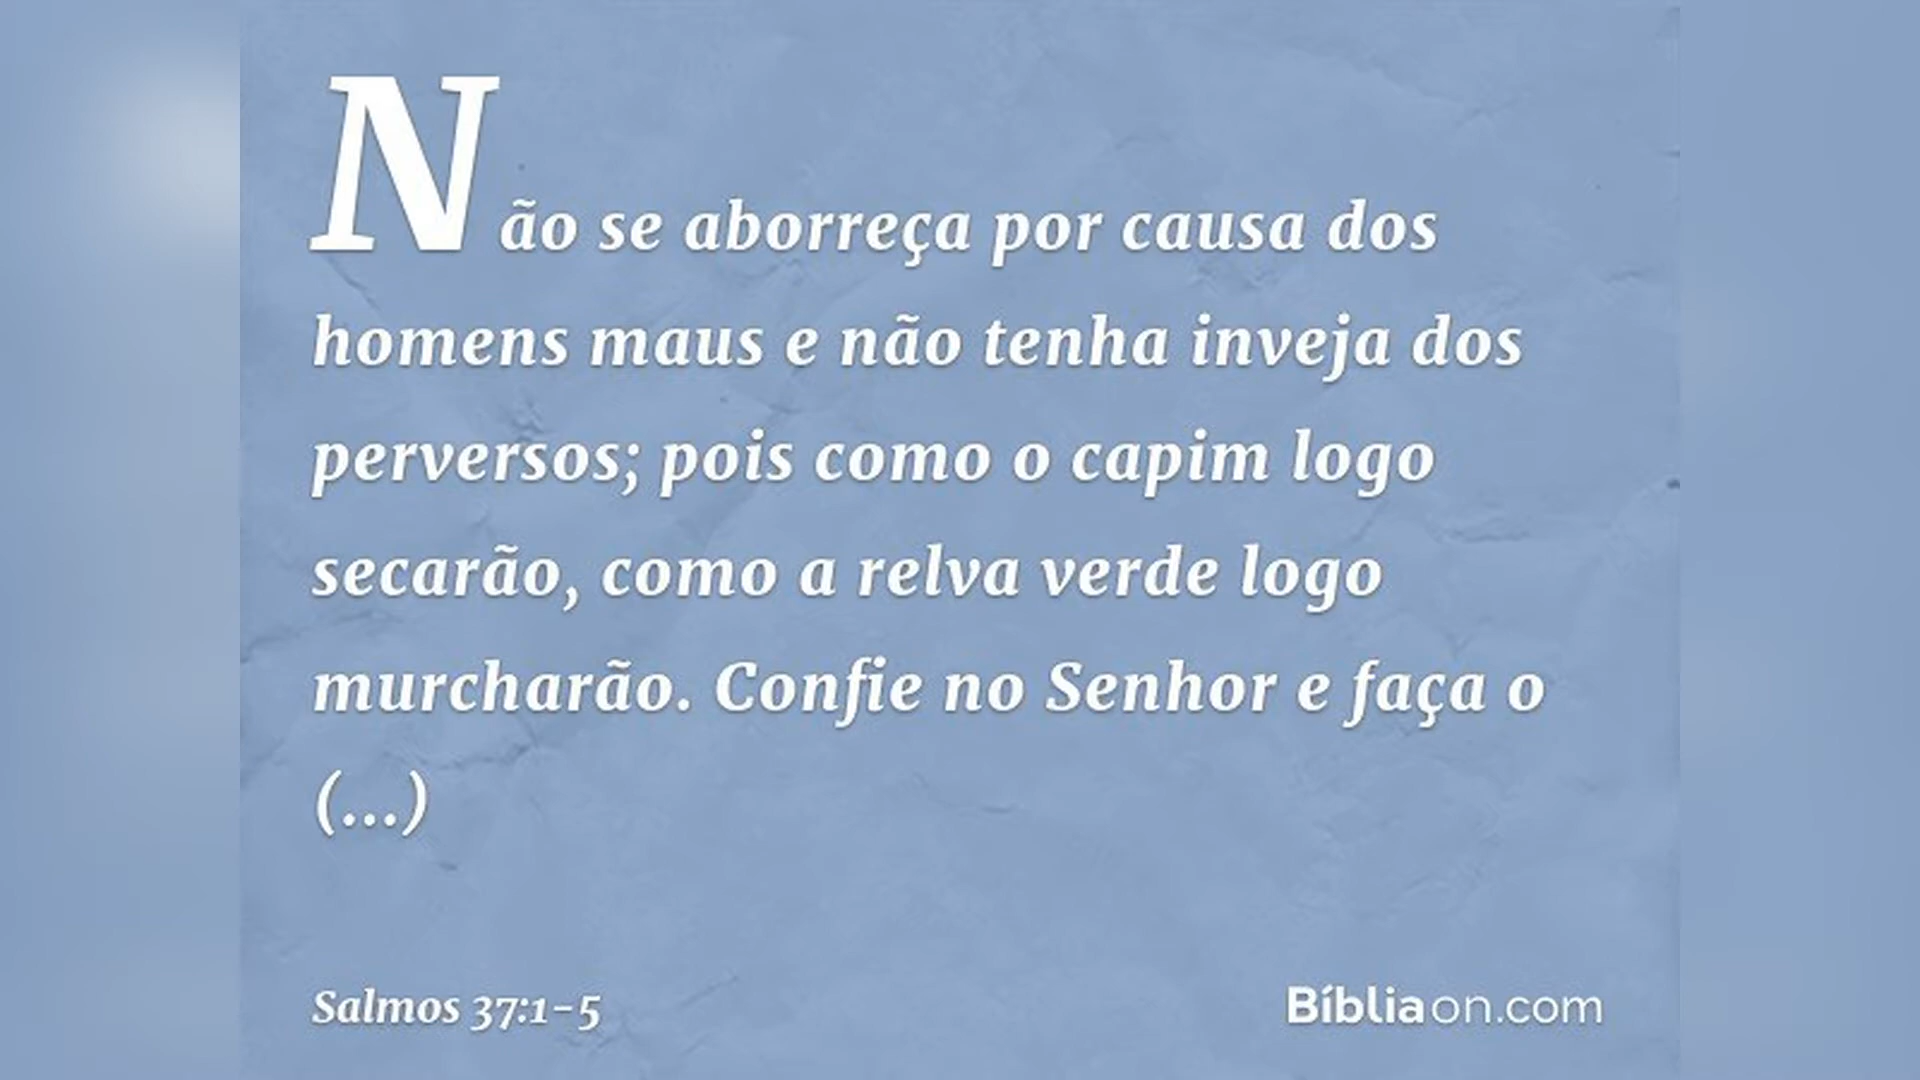 Não se aborreça por causa dos
homens maus e não tenha inveja dos
perversos; pois como o capim logo
secarão, como a relva verde logo
murcharão. Confie no Senhor e faça o
(...)
Salmos 37:1-5
Bíbliaon.com